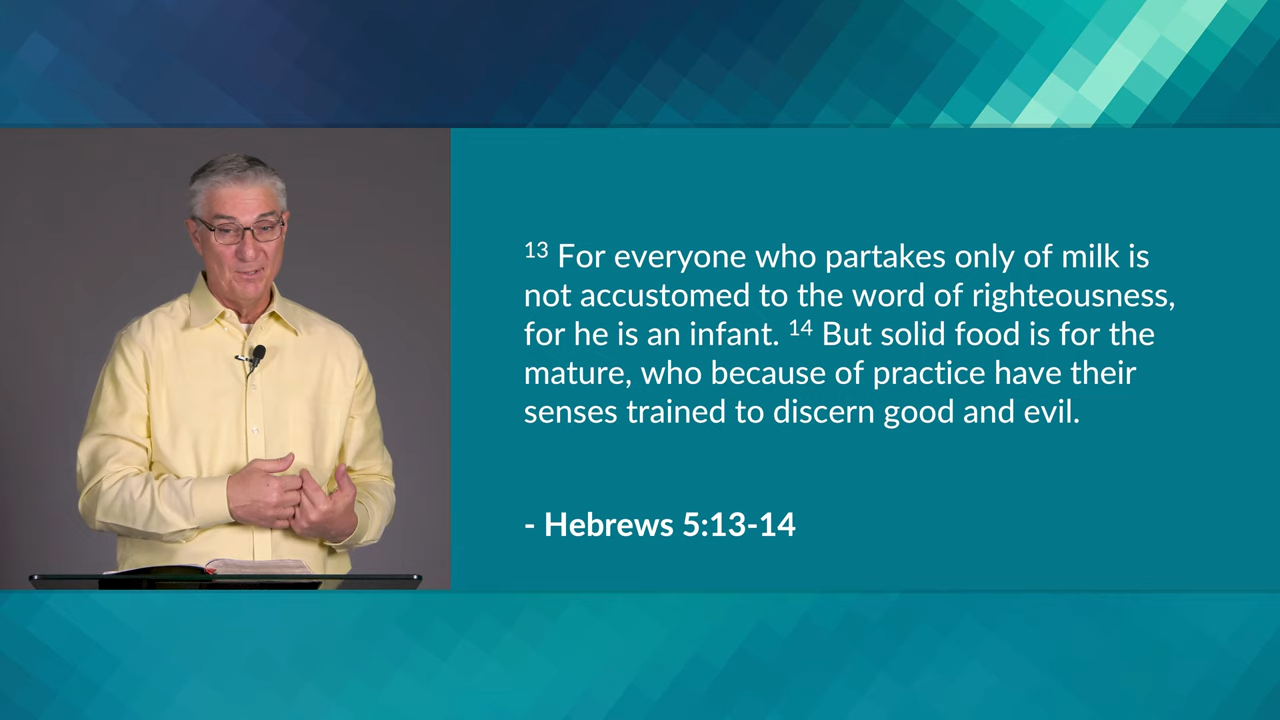 ¹³ For everyone who partakes only of milk is
not accustomed to the word of righteousness,
for he is an infant. ¹⁴ But solid food is for the
mature, who because of practice have their
senses trained to discern good and evil.
- Hebrews 5:13-14